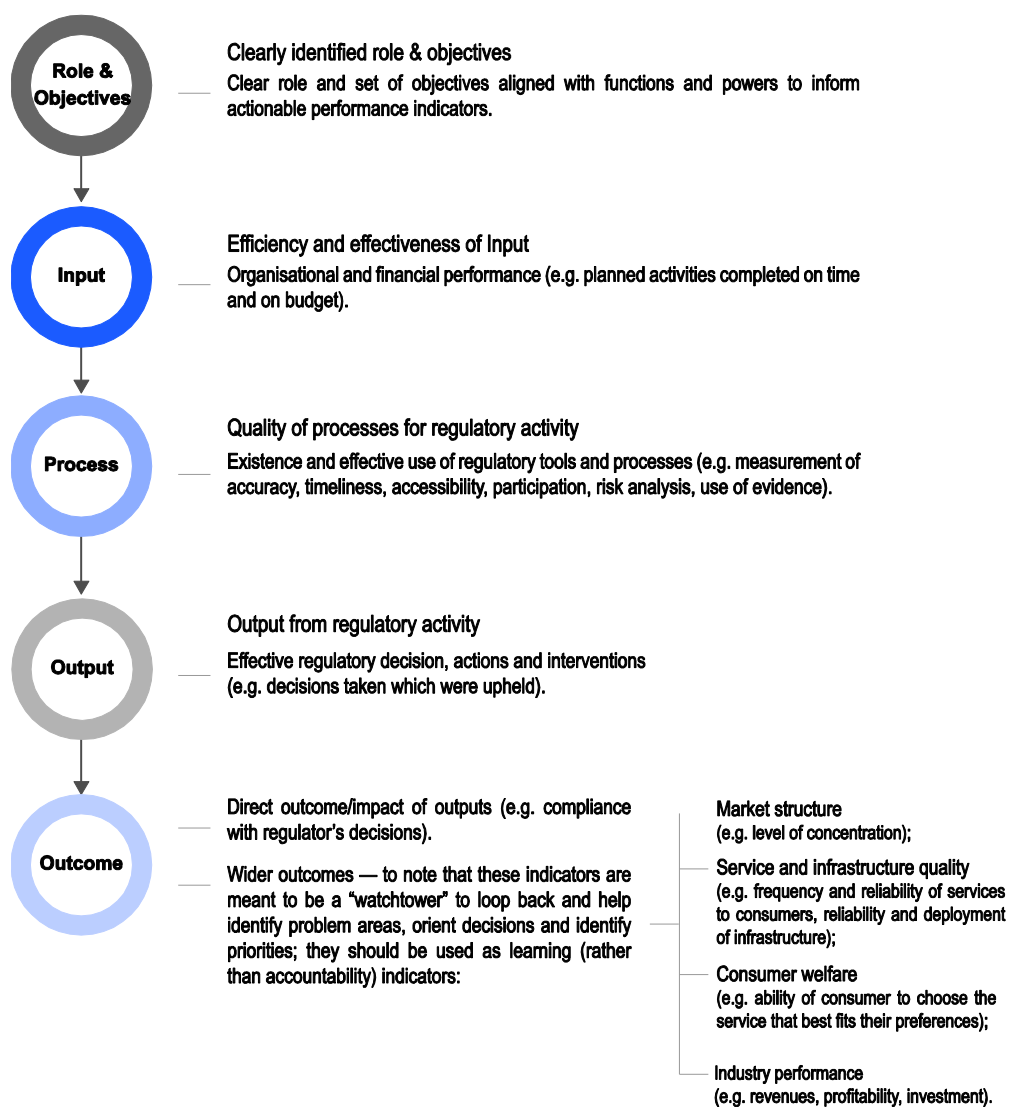 Role &
Objectives
Clearly identified role & objectives
Clear role and set of objectives aligned with functions and powers to inform
actionable performance indicators.
Input
Efficiency and effectiveness of Input
Organisational and financial performance (e.g. planned activities completed on time
and on budget).
Process
Quality of processes for regulatory activity
Existence and effective use of regulatory tools and processes (e.g. measurement of
accuracy, timeliness, accessibility, participation, risk analysis, use of evidence).
Output
Output from regulatory activity
Effective regulatory decision, actions and interventions
(e.g. decisions taken which were upheld).
Outcome
Direct outcome/impact of outputs (e.g. compliance
with regulator's decisions).
Wider outcomes — to note that these indicators are
meant to be a “watchtower” to loop back and help
identify problem areas, orient decisions and identify
priorities; they should be used as learning (rather
than accountability) indicators:
Market structure
(e.g. level of concentration);
Service and infrastructure quality
(e.g. frequency and reliability of services
to consumers, reliability and deployment
of infrastructure);
Consumer welfare
(e.g. ability of consumer to choose the
service that best fits their preferences);
Industry performance
(e.g. revenues, profitability, investment).